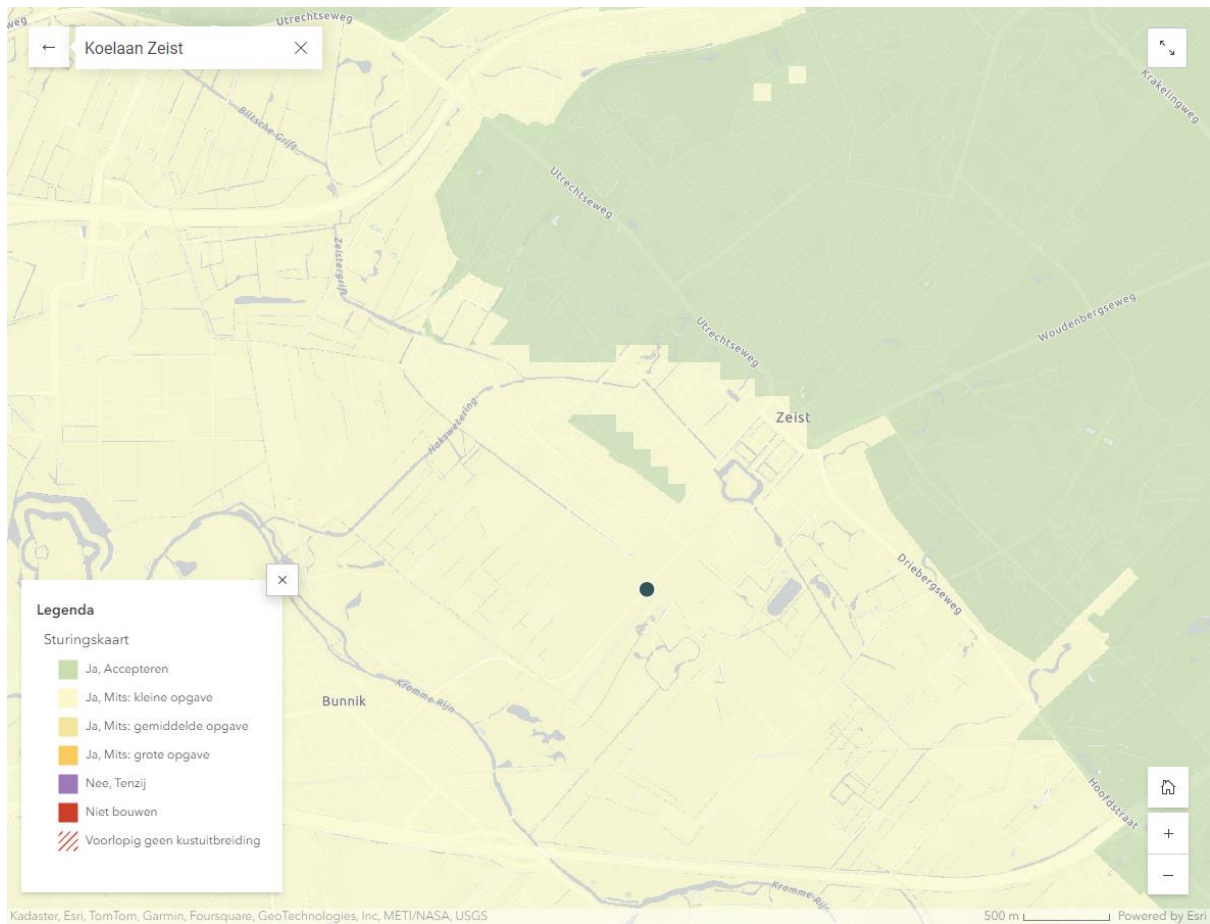 weg
Utrechtseweg
←
Koelaan Zeist
Krakelingweg
Biltsche-Grift
Utrechtseweg
Zeistergrift
Woudenbergseweg
Utrechtseweg
Hakswetering
Zeist
Driebergseweg
Legenda
Sturingskaart
Ja, Accepteren
Ja, Mits: kleine opgave
Ja, Mits: gemiddelde opgave
Ja, Mits: grote opgave
Nee, Tenzij
Niet bouwen
Voorlopig geen kustuitbreiding
Bunnik
Kromme Rijn
Hoofdstraat
+
−
Kromme Rijn
Kadaster, Esri, TomTom, Garmin, Foursquare, GeoTechnologies, Inc, METI/NASA, USGS
500 m
Powered by Esri